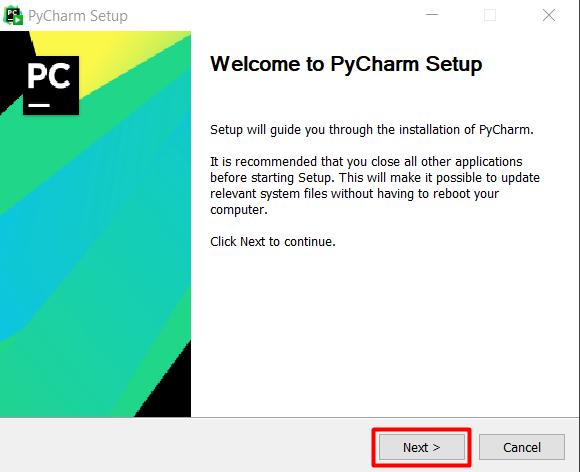 PyCharm Setup
PC
Welcome to PyCharm Setup
Setup will guide you through the installation of PyCharm.
It is recommended that you close all other applications
before starting Setup. This will make it possible to update
relevant system files without having to reboot your
computer.
Click Next to continue.
Next >
Cancel